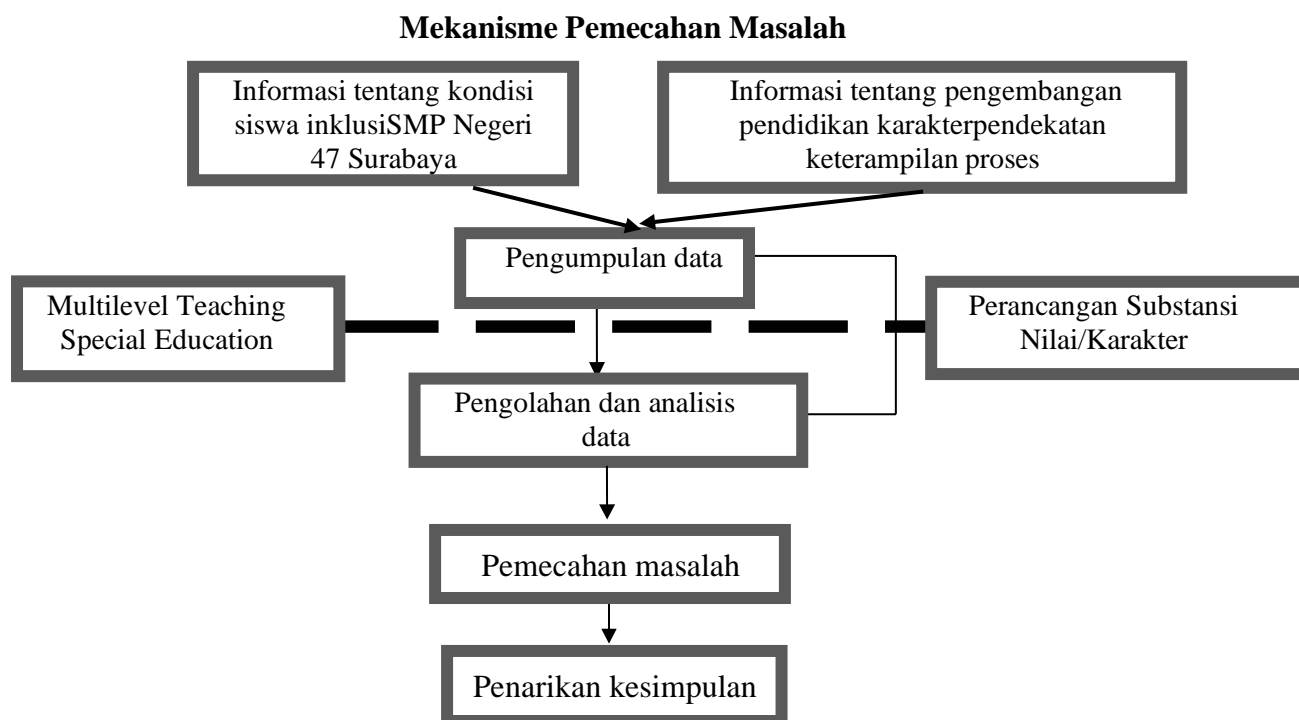 Mekanisme Pemecahan Masalah
Informasi tentang kondisi
siswa inklusiSMP Negeri
47 Surabaya
Informasi tentang pengembangan
pendidikan karakterpendekatan
keterampilan proses
Pengumpulan data
Multilevel Teaching
Special Education
Perancangan Substansi
Nilai/Karakter
Pengolahan dan analisis
data
Pemecahan masalah
Penarikan kesimpulan